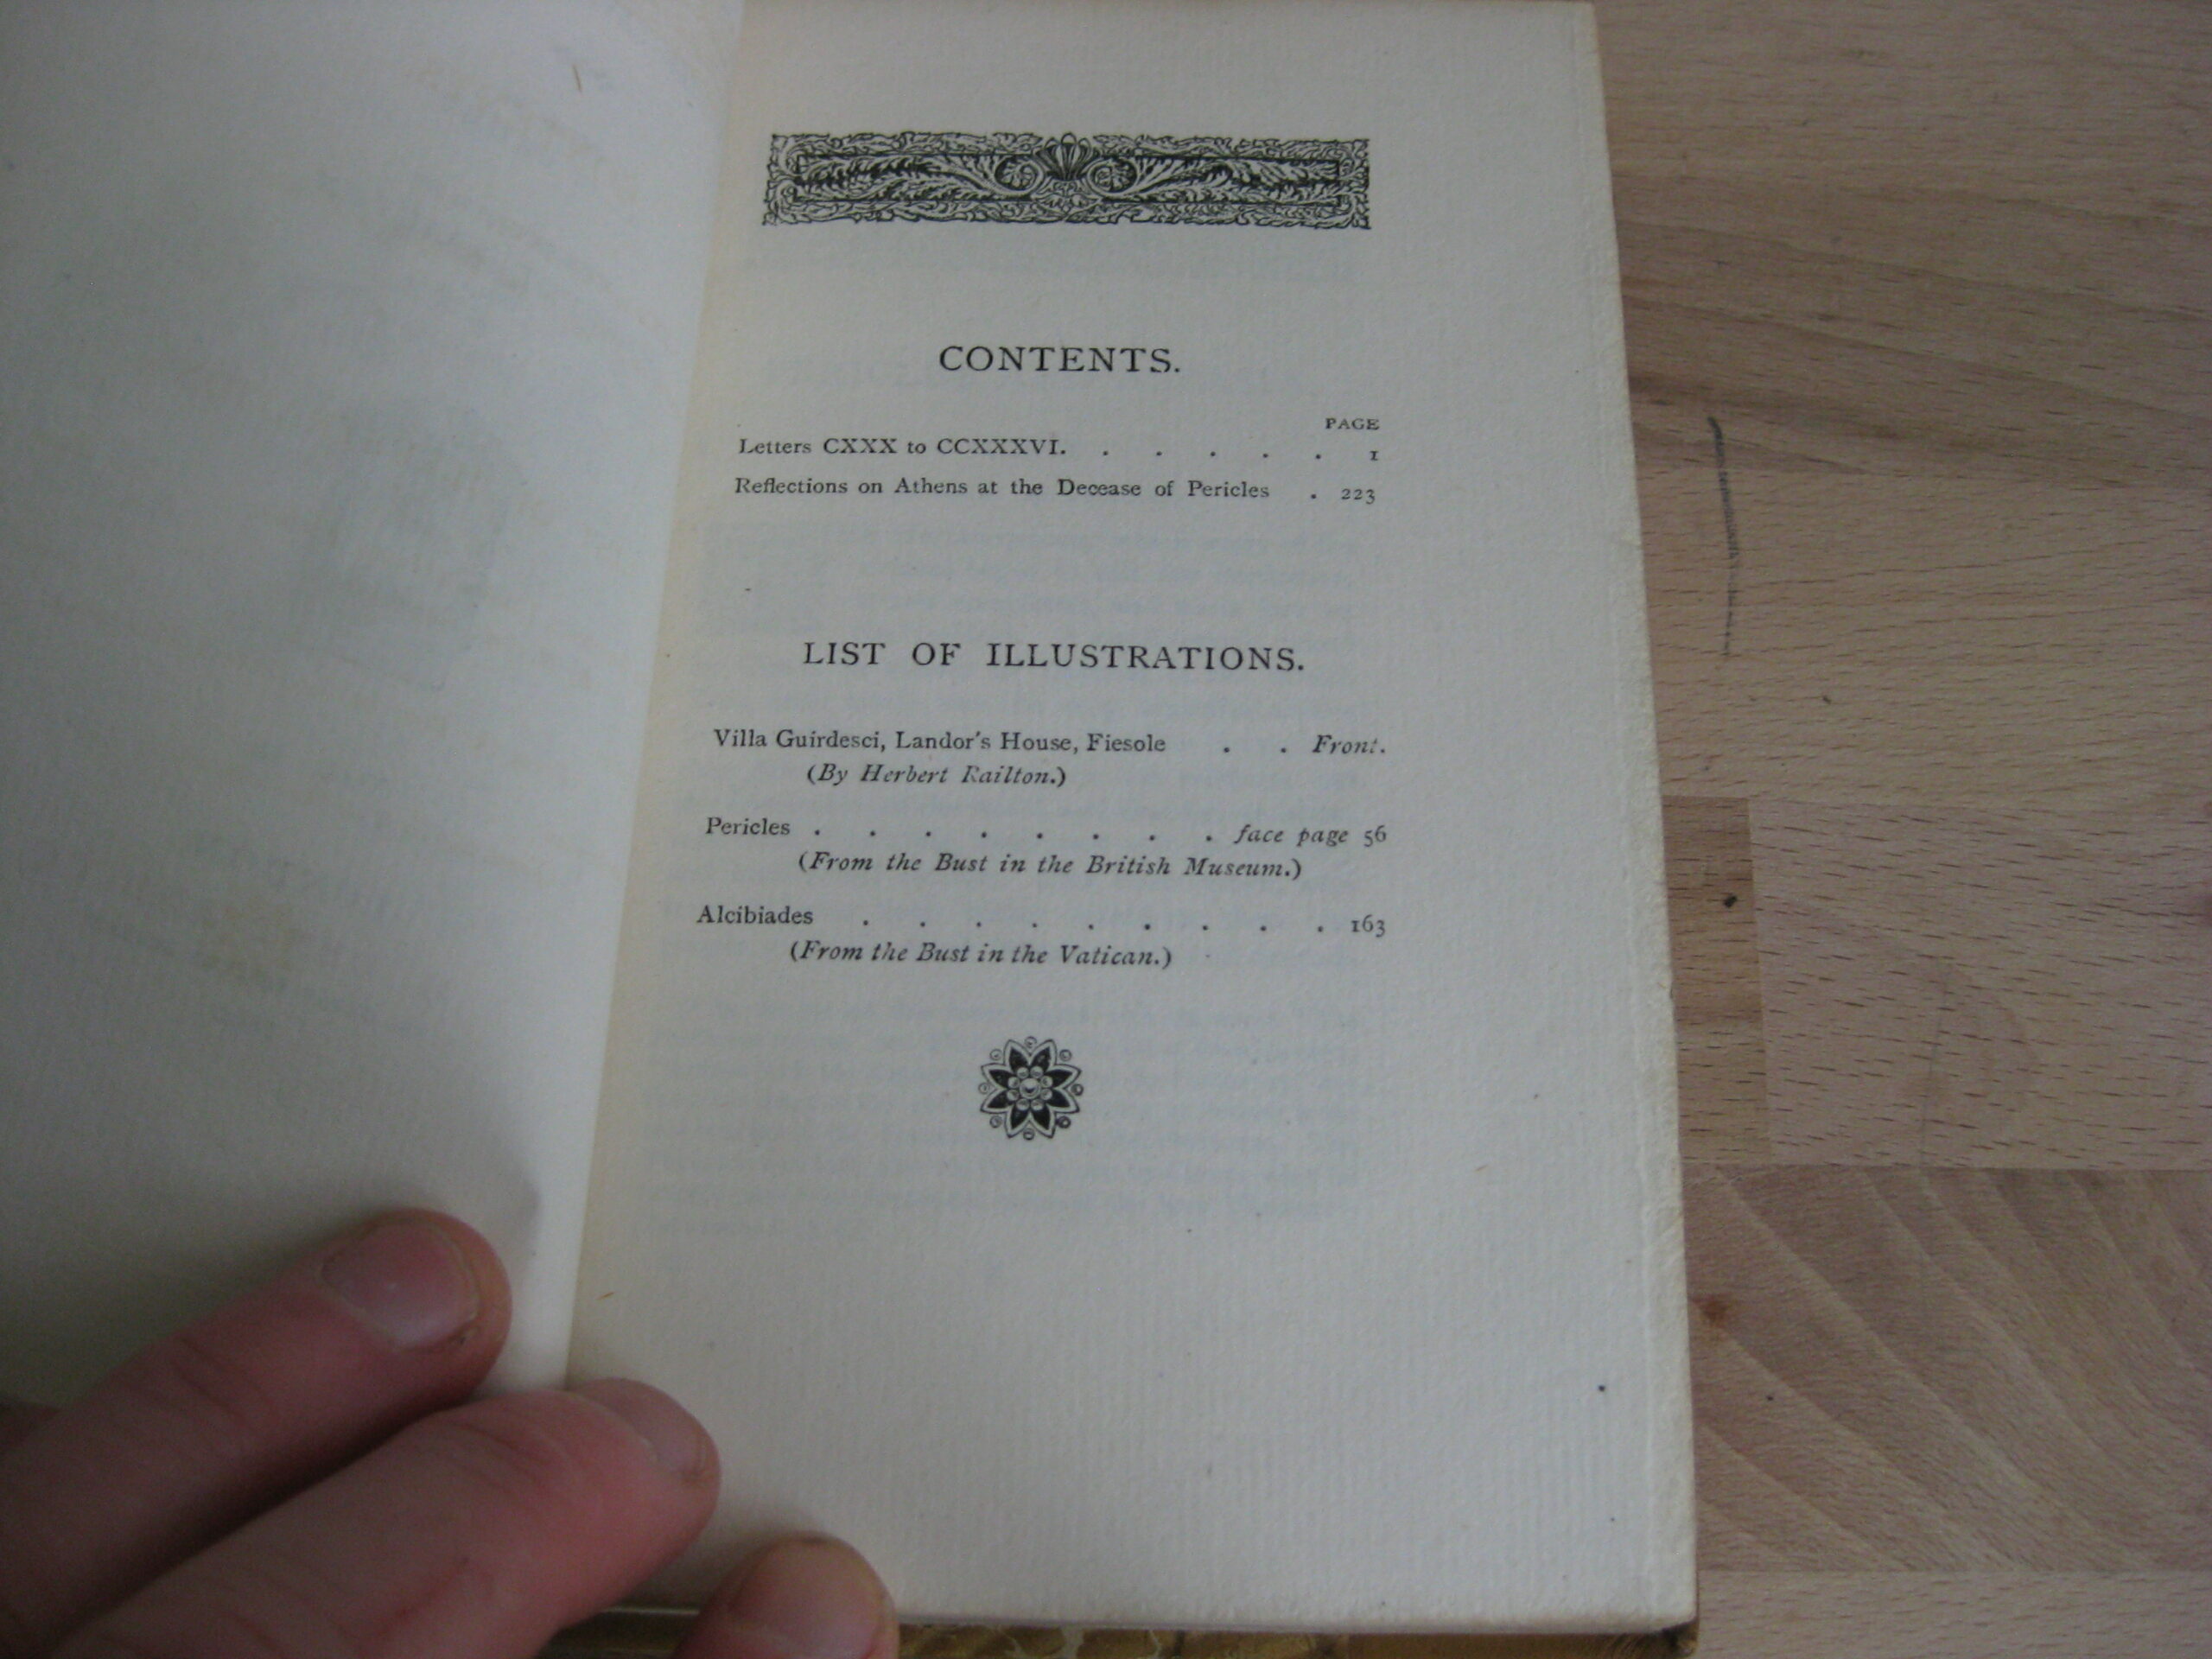 CONTENTS.
PAGE
Letters CXXX to CCXXXVI. . . . . . 1
Reflections on Athens at the Decease of Pericles . 223
LIST OF ILLUSTRATIONS.
Villa Guirdesci, Landor's House, Fiesole . . Front.
(By Herbert Railton.)
Pericles . . . . . . . . face page 56
(From the Bust in the British Museum.)
Alcibiades . . . . . . . . . 163
(From the Bust in the Vatican.)